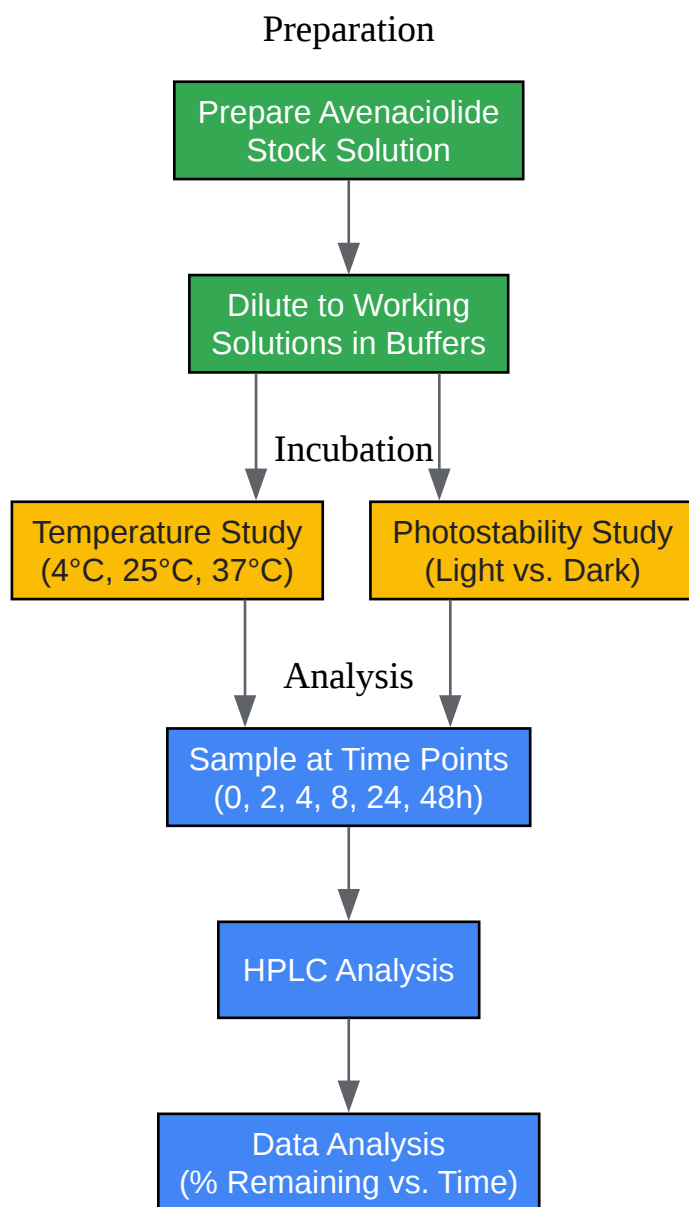 Preparation
Prepare Avenaciolide
Stock Solution
Dilute to Working
Solutions in Buffers
Incubation
Temperature Study
(4°C, 25°C, 37°C)
Photostability Study
(Light vs. Dark)
Analysis
Sample at Time Points
(0, 2, 4, 8, 24, 48h)
HPLC Analysis
Data Analysis
(% Remaining vs. Time)